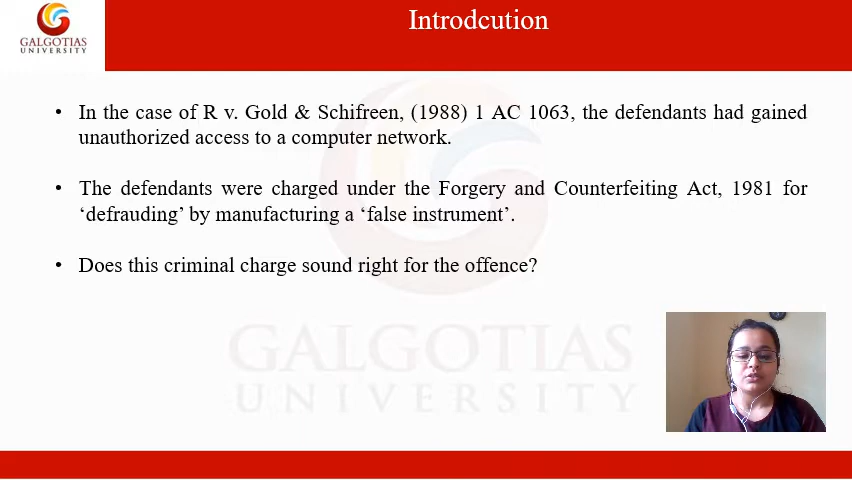 Introdcution
GALGOTIAS
UNIVERSITY
• In the case of R v. Gold & Schifreen, (1988) 1 AC 1063, the defendants had gained
unauthorized access to a computer network.
• The defendants were charged under the Forgery and Counterfeiting Act, 1981 for
‘defrauding’ by manufacturing a ‘false instrument’.
• Does this criminal charge sound right for the offence?
GALGOTIAS
UNIVERSITY